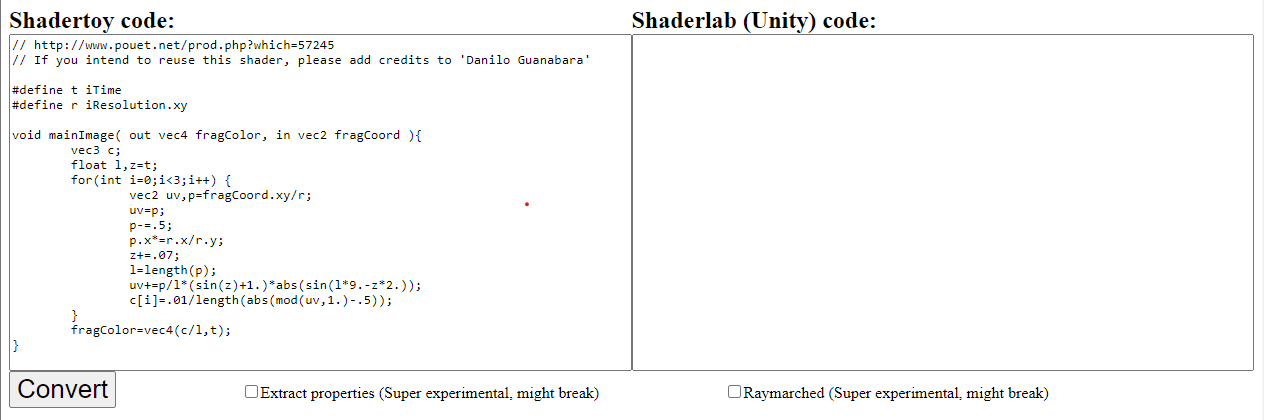 Shadertoy code:
Shaderlab (Unity) code:
// http://www.pouet.net/prod.php?which=57245
// If you intend to reuse this shader, please add credits to 'Danilo Guanabara'

#define t iTime
#define r iResolution.xy

void mainImage( out vec4 fragColor, in vec2 fragCoord ){
	vec3 c;
	float l,z=t;
	for(int i=0;i<3;i++) {
		vec2 uv,p=fragCoord.xy/r;
		uv=p;
		p-=.5;
		p.x*=r.x/r.y;
		z+=.07;
		l=length(p);
		uv+=p/l*(sin(z)+1.)*abs(sin(l*9.-z*2.));
		c[i]=.01/length(abs(mod(uv,1.)-.5));
	}
	fragColor=vec4(c/l,t);
}
Convert
Extract properties (Super experimental, might break)
Raymarched (Super experimental, might break)